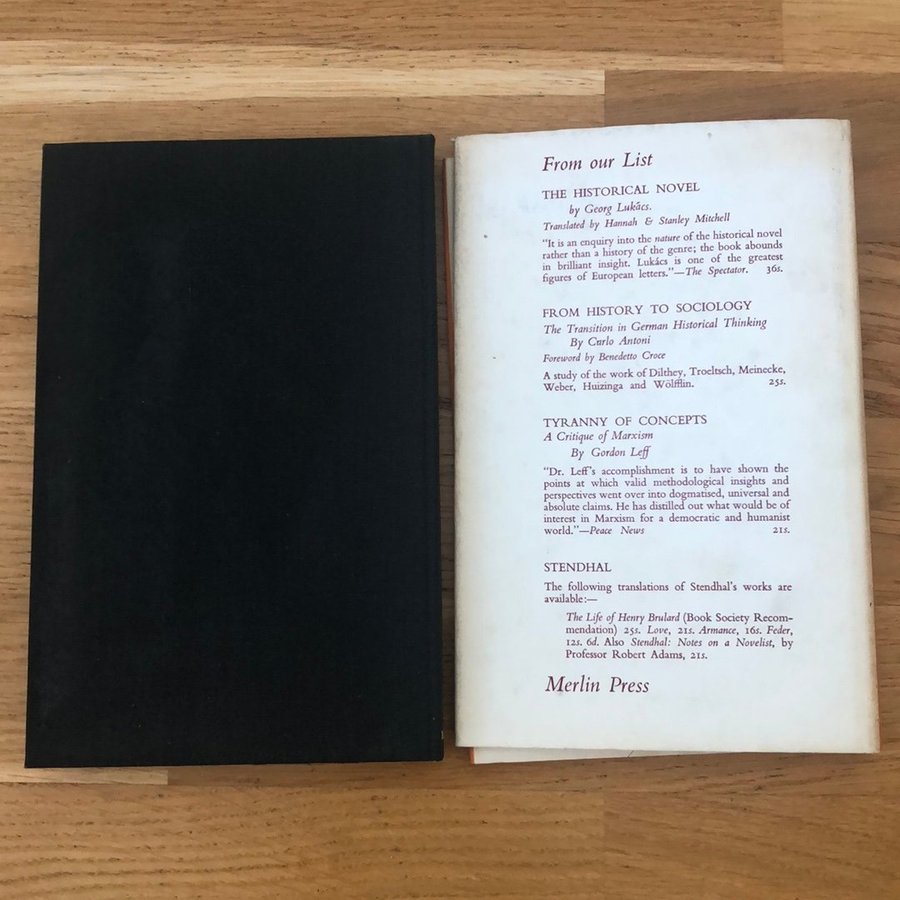 From our List
THE HISTORICAL NOVEL
by Georg Lukács.
Translated by Hannah & Stanley Mitchell
"It is an enquiry into the nature of the historical novel
rather than a history of the genre; the book abounds
in brilliant insight. Lukács is one of the greatest
figures of European letters."—The Spectator. 36s.
FROM HISTORY TO SOCIOLOGY
The Transition in German Historical Thinking
By Carlo Antoni
Foreword by Benedetto Croce
A study of the work of Dilthey, Troeltsch, Meinecke,
Weber, Huizinga and Wölfflin. 25s.
TYRANNY OF CONCEPTS
A Critique of Marxism
By Gordon Leff
"Dr. Leff's accomplishment is to have shown the
points at which valid methodological insights and
perspectives went over into dogmatised, universal and
absolute claims. He has distilled out what would be of
interest in Marxism for a democratic and humanist
world."—Peace News 21s.
STENDHAL
The following translations of Stendhal's works are
available:—
The Life of Henry Brulard (Book Society Recom-
mendation) 25s. Love, 21s. Armance, 16s. Feder,
12s. 6d. Also Stendhal: Notes on a Novelist, by
Professor Robert Adams, 21s.
Merlin Press